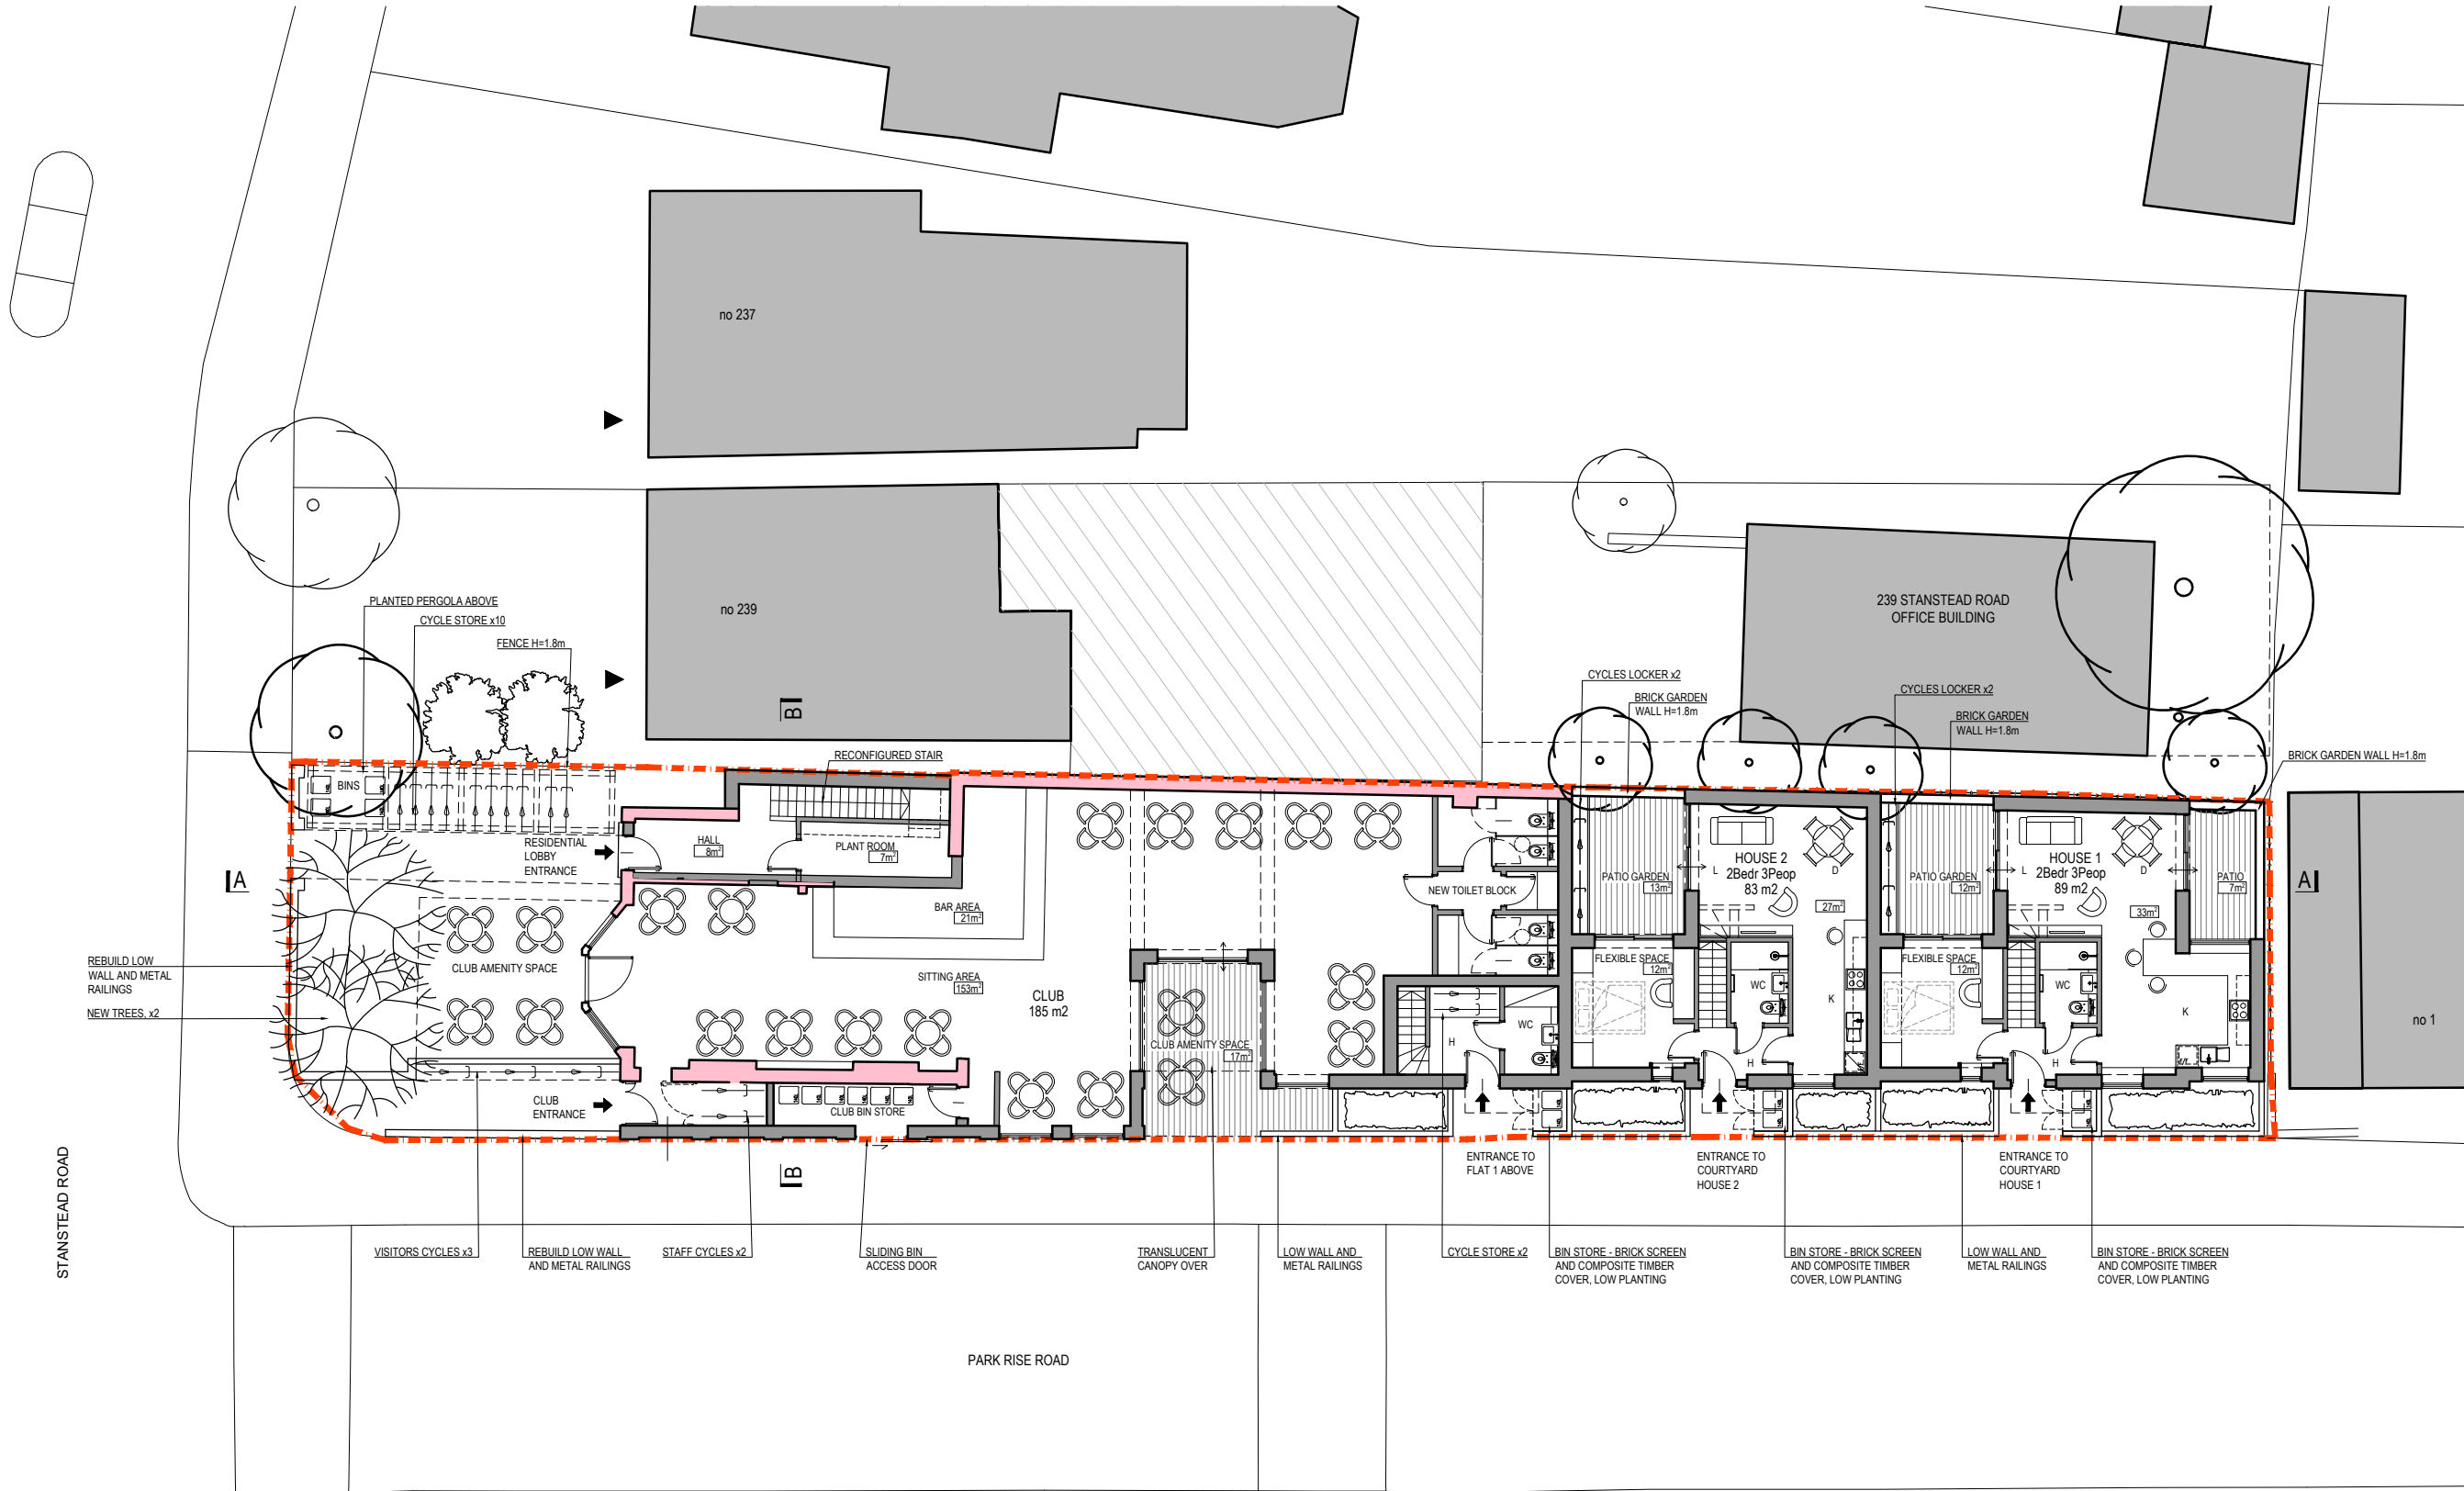 no 237
no 239
239 STANSTEAD ROAD
OFFICE BUILDING
PLANTED PERGOLA ABOVE
CYCLE STORE x10
FENCE H=1.8m
CYCLES LOCKER x2
BRICK GARDEN
WALL H=1.8m
CYCLES LOCKER x2
BRICK GARDEN
WALL H=1.8m
BRICK GARDEN WALL H=1.8m
B
RECONFIGURED STAIR
BINS
RESIDENTIAL
LOBBY
ENTRANCE
HALL
8m²
PLANT ROOM
7m²
A
BAR AREA
21m²
NEW TOILET BLOCK
PATIO GARDEN
13m²
L
HOUSE 2
2Bedr 3Peop
83 m2
D
27m²
PATIO GARDEN
12m²
L
HOUSE 1
2Bedr 3Peop
89 m2
D
33m²
PATIO
7m²
A
REBUILD LOW
WALL AND METAL
RAILINGS
NEW TREES, x2
CLUB AMENITY SPACE
SITTING AREA
153m²
CLUB
185 m2
CLUB AMENITY SPACE
17m²
FLEXIBLE SPACE
12m²
WC
K
FLEXIBLE SPACE
12m²
WC
K
WC
H
H
H
no 1
CLUB
ENTRANCE
CLUB BIN STORE
B
ENTRANCE TO
FLAT 1 ABOVE
ENTRANCE TO
COURTYARD
HOUSE 2
ENTRANCE TO
COURTYARD
HOUSE 1
STANSTEAD ROAD
VISITORS CYCLES x3
REBUILD LOW WALL
AND METAL RAILINGS
STAFF CYCLES x2
SLIDING BIN
ACCESS DOOR
TRANSLUCENT
CANOPY OVER
LOW WALL AND
METAL RAILINGS
CYCLE STORE x2
BIN STORE - BRICK SCREEN
AND COMPOSITE TIMBER
COVER, LOW PLANTING
BIN STORE - BRICK SCREEN
AND COMPOSITE TIMBER
COVER, LOW PLANTING
LOW WALL AND
METAL RAILINGS
BIN STORE - BRICK SCREEN
AND COMPOSITE TIMBER
COVER, LOW PLANTING
PARK RISE ROAD